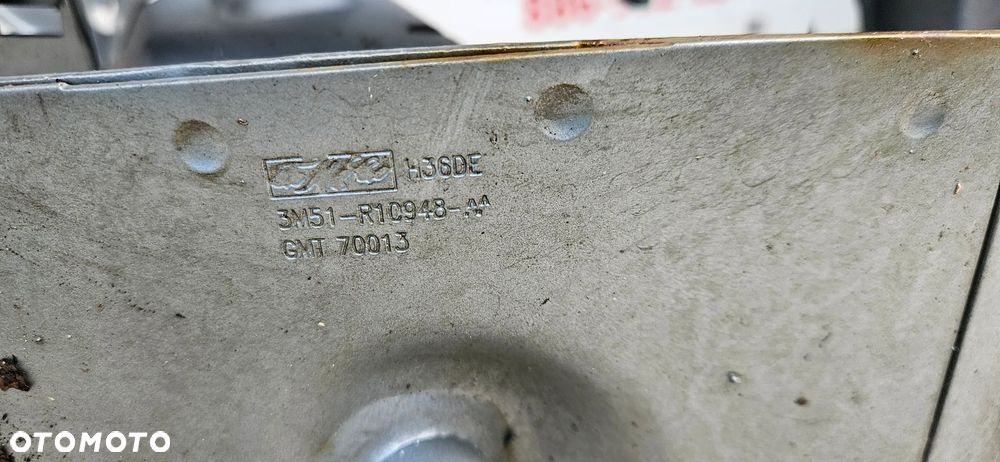 H36DE
3M51-R10948-AA
GMT 70013
OTOMOTO